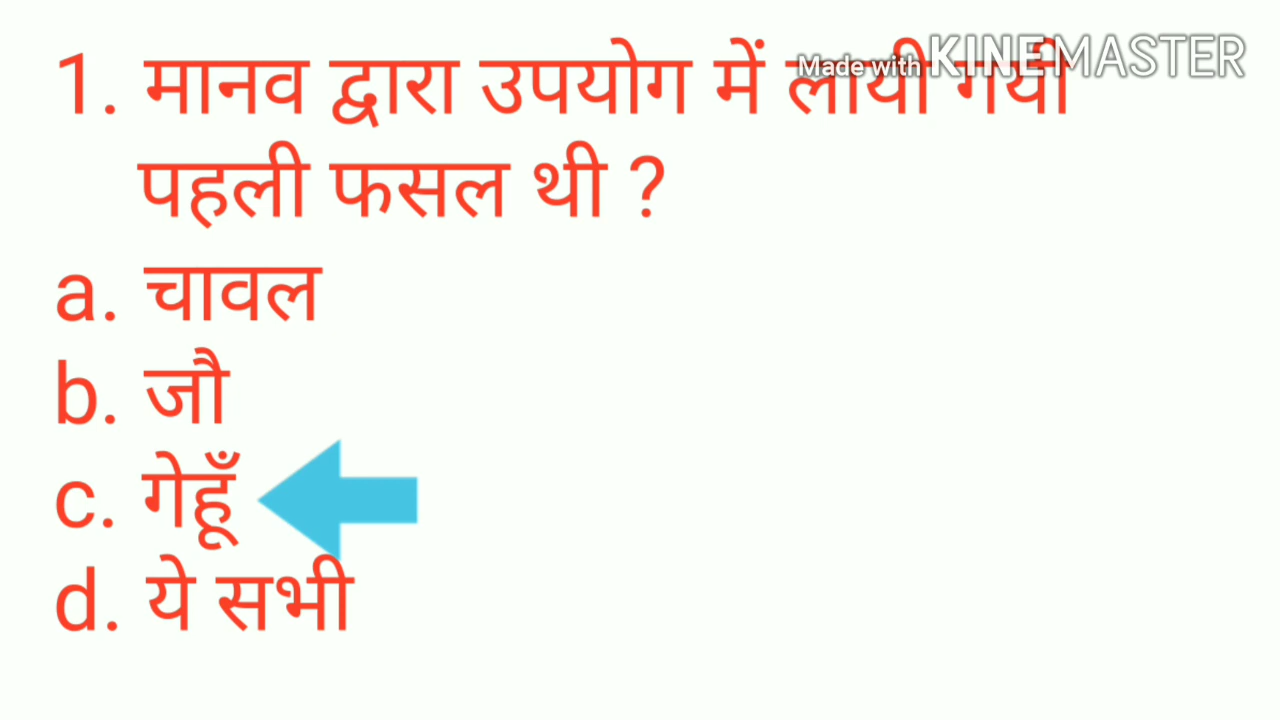 1. मानव द्वारा उपयोग में लायी गयी
Made with KINEMASTER
पहली फसल थी ?
a. चावल
b. जौ
c. गेहूँ
d. ये सभी